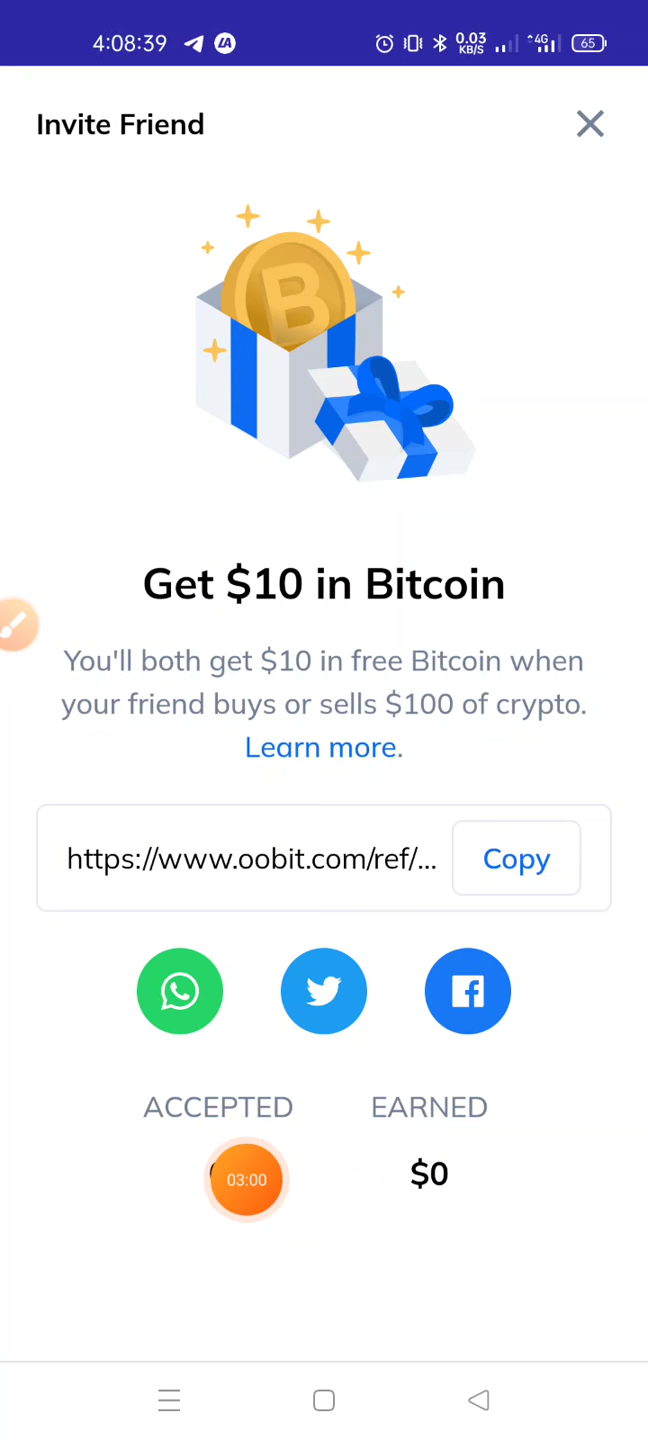 4:08:39 LA 0.03 KB/S 4G 65
Invite Friend
B
Get $10 in Bitcoin
You'll both get $10 in free Bitcoin when
your friend buys or sells $100 of crypto.
Learn more.
https://www.oobit.com/ref/... Copy
ACCEPTED EARNED
03:00 $0